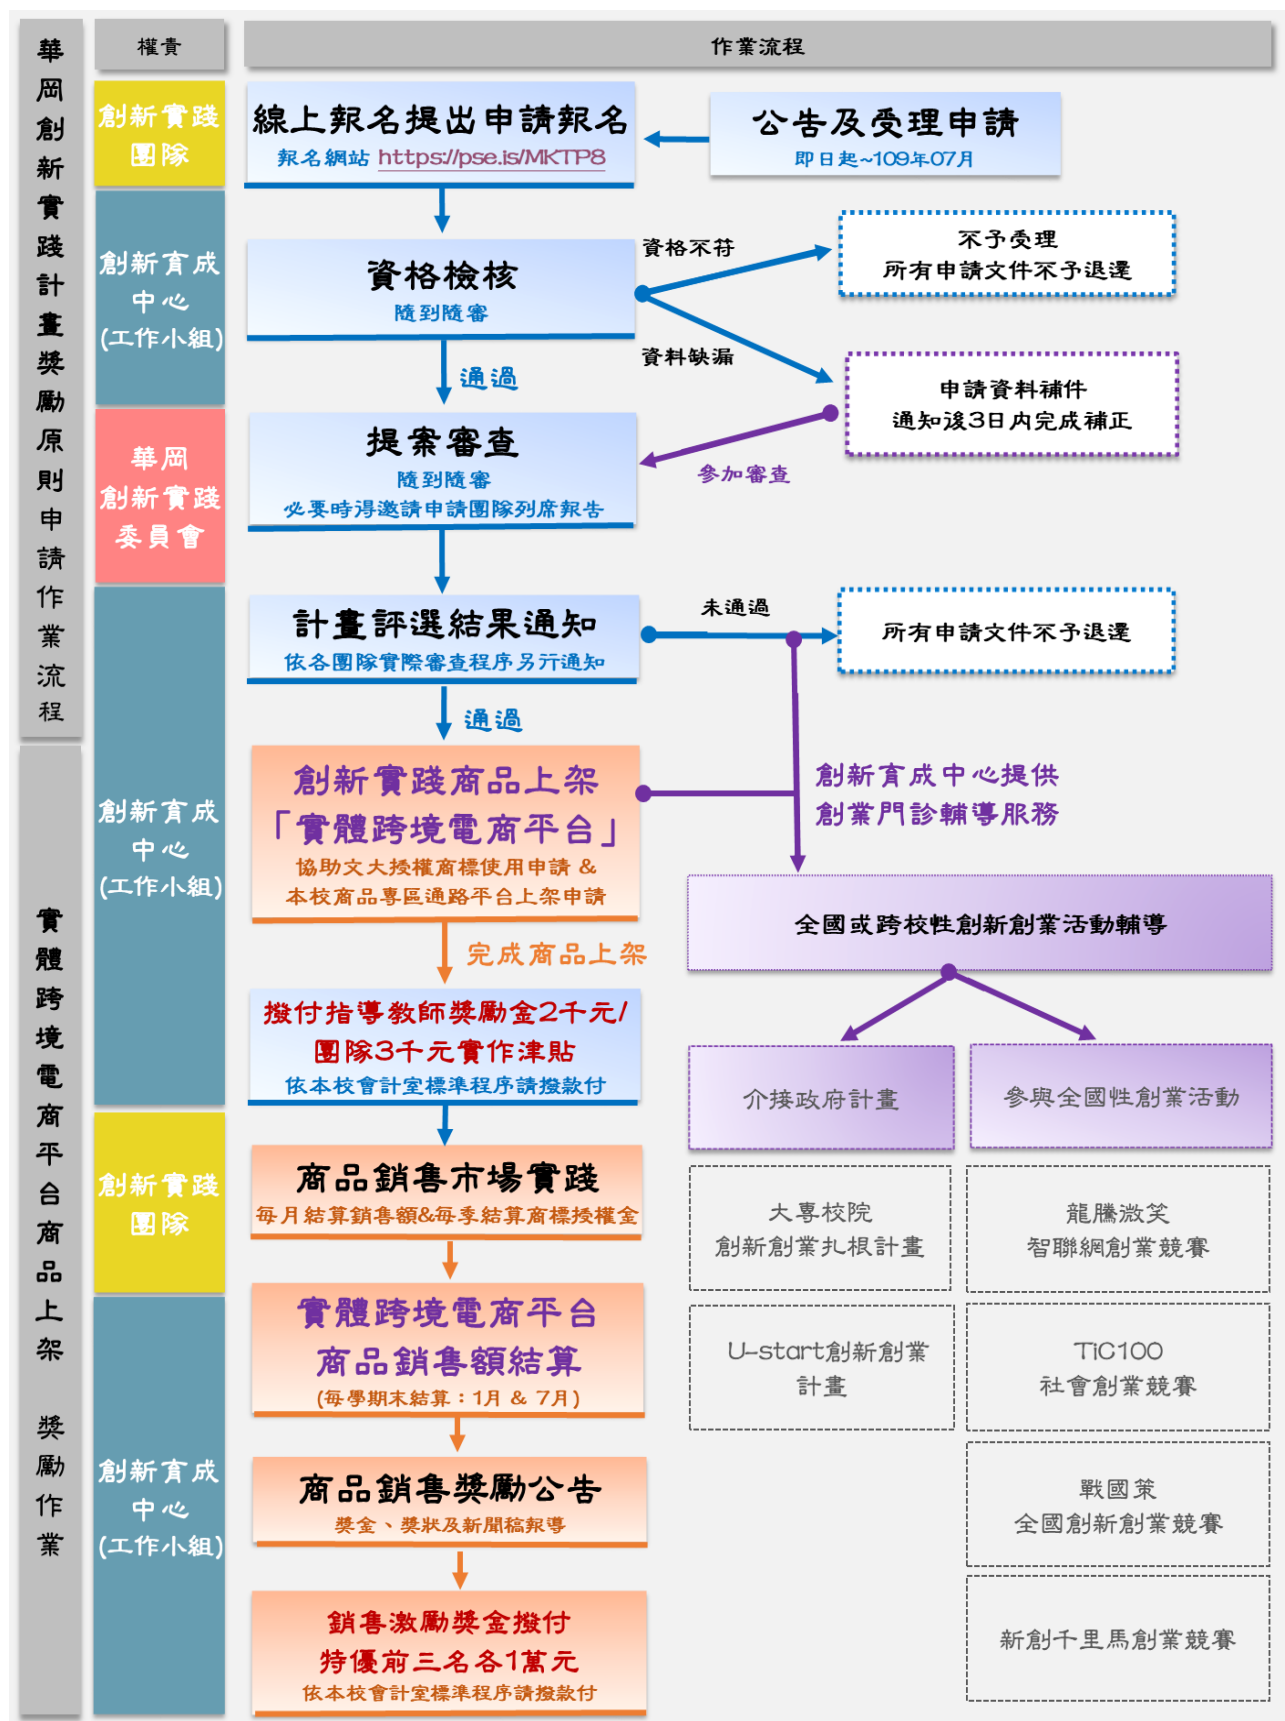 華岡創新實踐計畫獎勵原則申請作業流程
權責
作業流程
創新實踐
團隊
線上報名提出申請報名
報名網站 https://pse.is/MKTP8
公告及受理申請
即日起~109年07月
創新育成
中心
(工作小組)
資格檢核
隨到隨審
資格不符
不予受理
所有申請文件不予退還
資料缺漏
申請資料補件
通知後3日內完成補正
通過
參加審查
華岡
創新實踐
委員會
提案審查
隨到隨審
必要時得邀請申請團隊列席報告
創新育成
中心
(工作小組)
計畫評選結果通知
依各團隊實際審查程序另行通知
未通過
所有申請文件不予退還
通過
實體跨境電商平台商品上架 獎勵作業
創新實踐商品上架
「實體跨境電商平台」
協助文大授權商標使用申請 &
本校商品專區通路平台上架申請
創新育成中心提供
創業門診輔導服務
完成商品上架
全國或跨校性創新創業活動輔導
撥付指導教師獎勵金2千元/
團隊3千元實作津貼
依本校會計室標準程序請撥款付
介接政府計畫
參與全國性創業活動
創新實踐
團隊
商品銷售市場實踐
每月結算銷售額&每季結算商標授權金
大專校院
創新創業扎根計畫
龍騰微笑
智聯網創業競賽
創新育成
中心
(工作小組)
實體跨境電商平台
商品銷售額結算
(每學期末結算：1月 & 7月)
U-start創新創業
計畫
TiC100
社會創業競賽
商品銷售獎勵公告
獎金、獎狀及新聞稿報導
戰國策
全國創新創業競賽
銷售激勵獎金撥付
特優前三名各1萬元
依本校會計室標準程序請撥款付
新創千里馬創業競賽